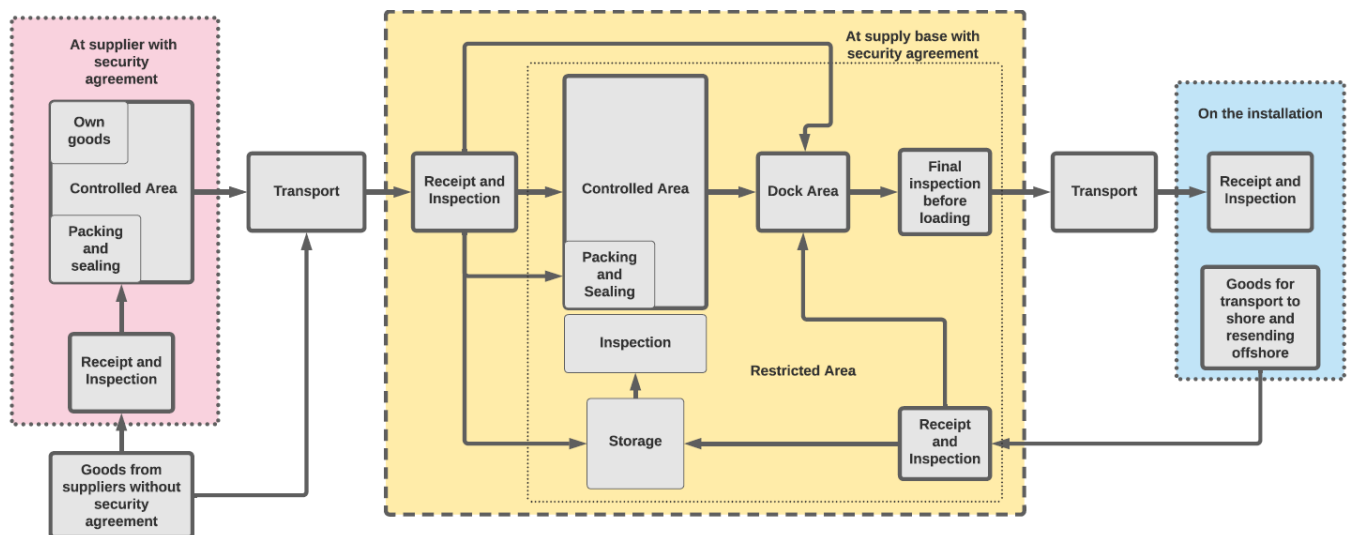 At supplier with
security
agreement
Own
goods
Controlled Area
Packing
and
sealing
Receipt and
Inspection
Goods from
suppliers without
security
agreement
Transport
At supply base with
security agreement
Receipt and
Inspection
Controlled Area
Packing
and
Sealing
Inspection
Storage
Dock Area
Final
inspection
before
loading
Restricted Area
Receipt
and
Inspection
Transport
On the installation
Receipt and
Inspection
Goods for
transport to
shore and
resending
offshore